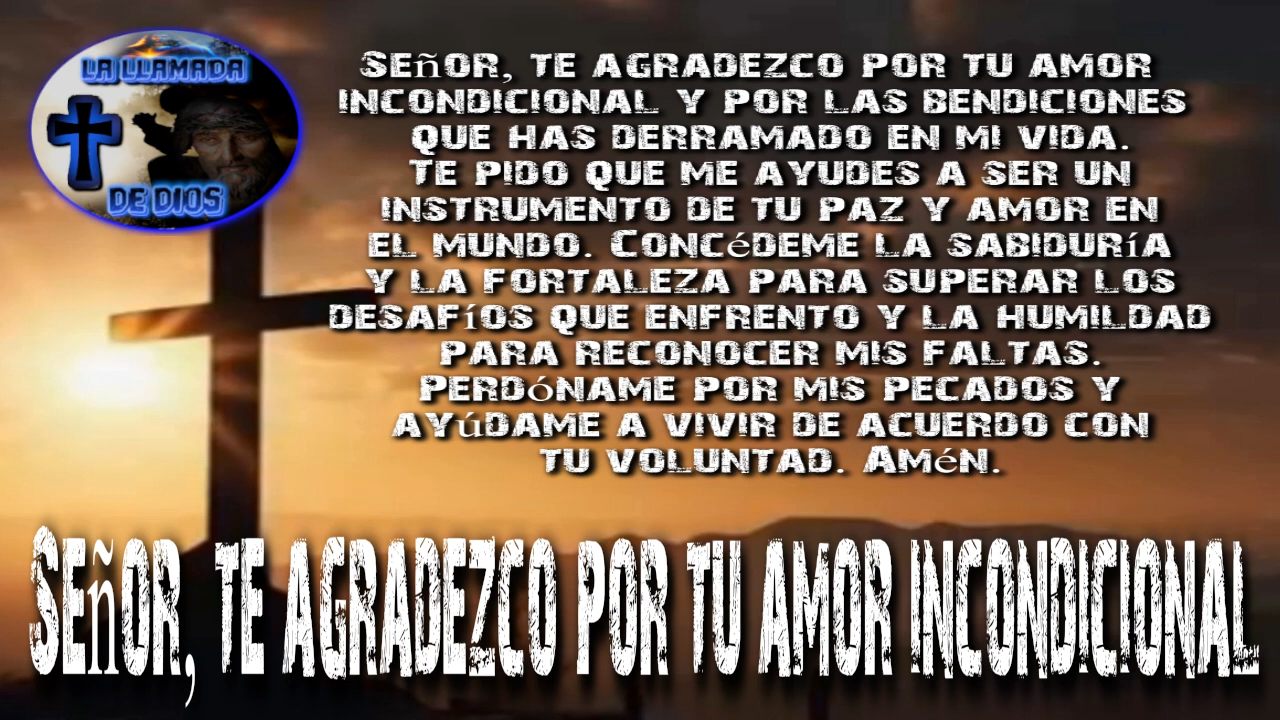 LA LLAMADA
DE DIOS
Señor, te agradezco por tu amor
incondicional y por las bendiciones
que has derramado en mi vida.
Te pido que me ayudes a ser un
instrumento de tu paz y amor en
el mundo. Concédeme la sabiduría
y la fortaleza para superar los
desafíos que enfrento y la humildad
para reconocer mis faltas.
Perdóname por mis pecados y
ayúdame a vivir de acuerdo con
tu voluntad. Amén.
Señor, te agradezco por tu amor incondicional